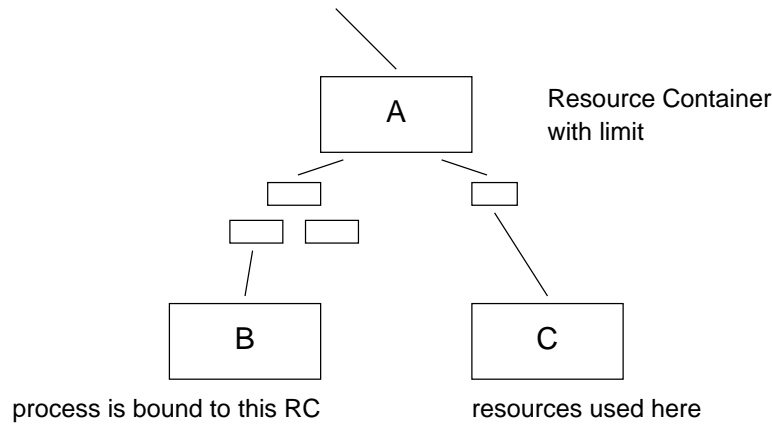 A
Resource Container
with limit
B
C
process is bound to this RC
resources used here